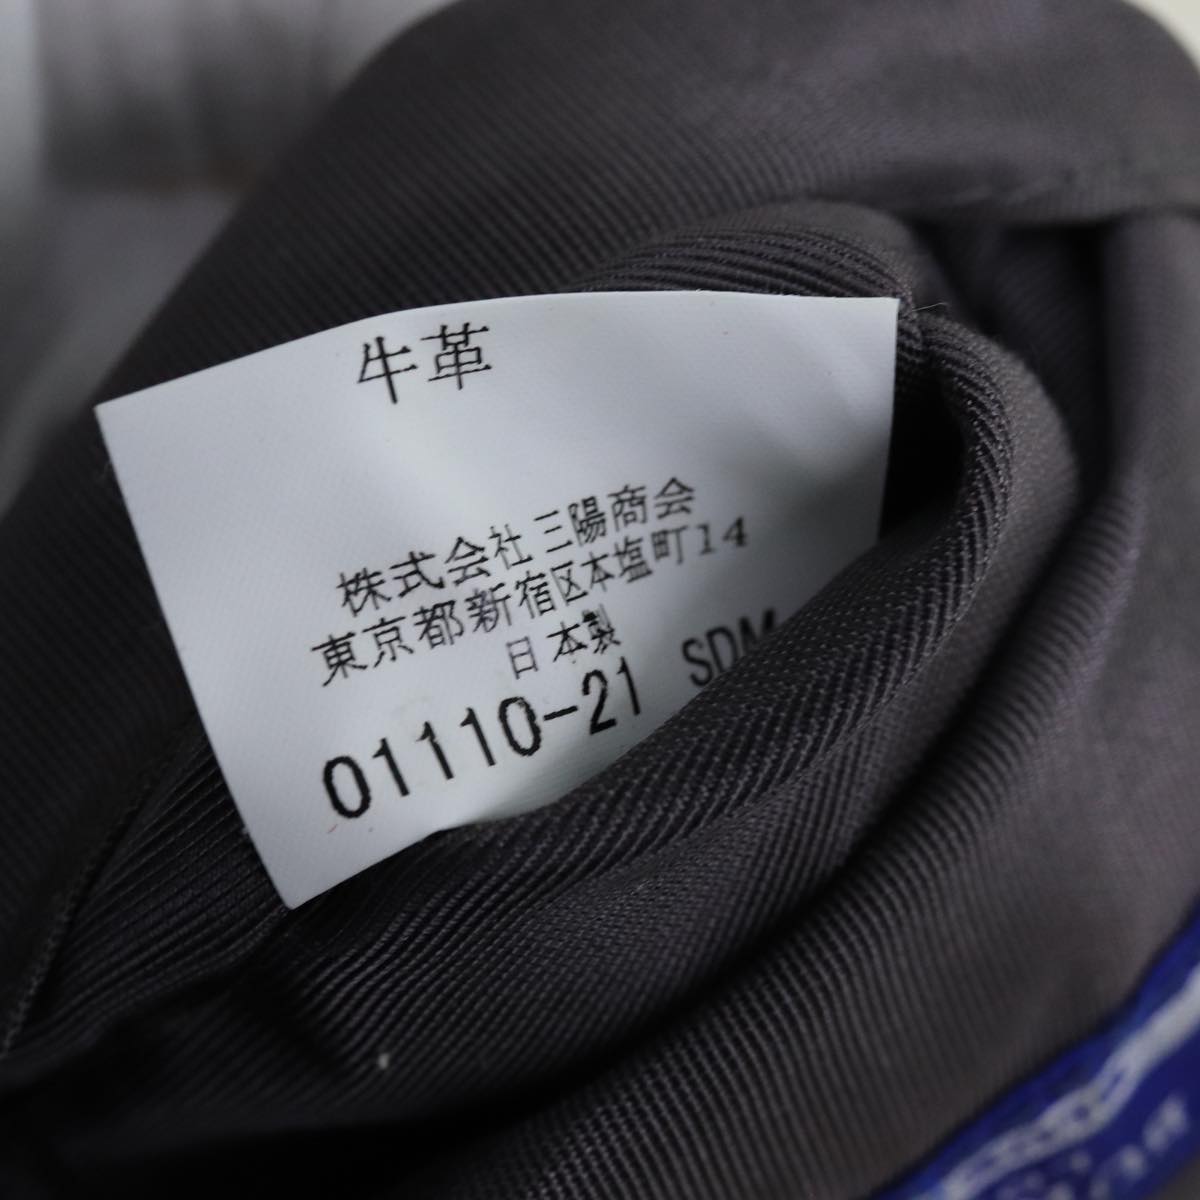 牛革
株式会社 三陽商会
東京都新宿区本塩町14
日本製
01110-21 SDM